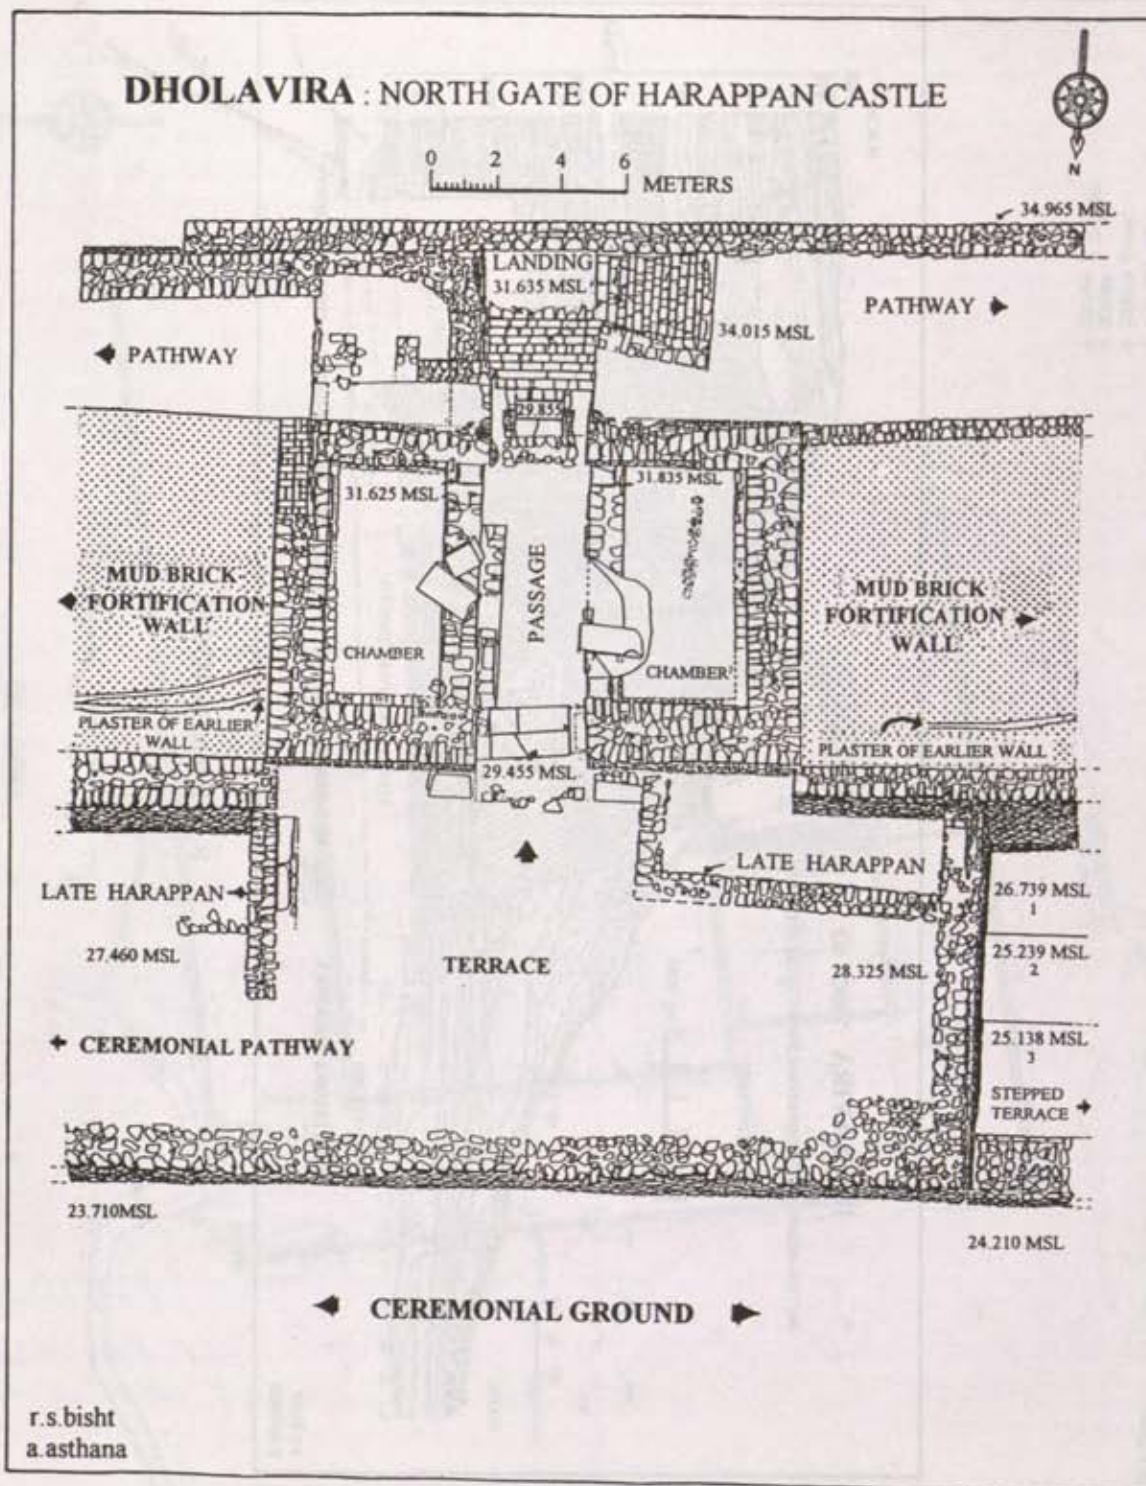 DHOLAVIRA : NORTH GATE OF HARAPPAN CASTLE
N
0 2 4 6
METERS
34.965 MSL
LANDING
31.635 MSL
PATHWAY
34.015 MSL
PATHWAY
29.855
31.625 MSL
31.835 MSL
PASSAGE
MUD BRICK
FORTIFICATION
WALL
MUD BRICK
FORTIFICATION
WALL
CHAMBER
CHAMBER
PLASTER OF EARLIER
WALL
PLASTER OF EARLIER WALL
29.455 MSL
LATE HARAPPAN
LATE HARAPPAN
26.739 MSL
1
27.460 MSL
TERRACE
28.325 MSL
25.239 MSL
2
CEREMONIAL PATHWAY
25.138 MSL
3
STEPPED
TERRACE
23.710MSL
24.210 MSL
CEREMONIAL GROUND
r.s.bisht
a.asthana